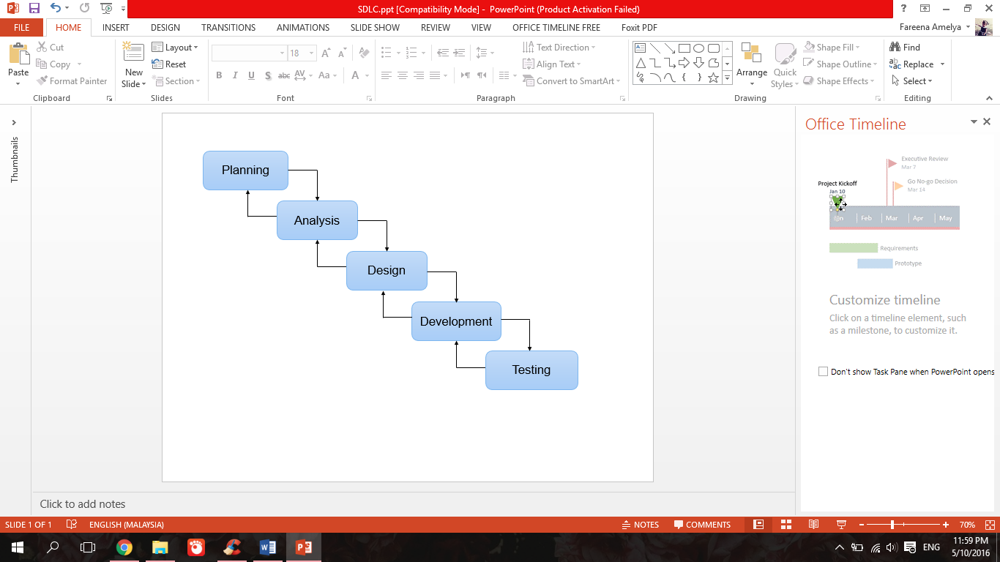 SDLC.ppt [Compatibility Mode] - PowerPoint (Product Activation Failed)
FILE HOME INSERT DESIGN TRANSITIONS ANIMATIONS SLIDE SHOW REVIEW VIEW OFFICE TIMELINE FREE Foxit PDF Fareena Amelya
Paste
Cut
Copy
Format Painter
Clipboard
New
Slide
Layout
Reset
Section
Slides
18
B I U S abc AV Aa A
Font
Text Direction
Align Text
Convert to SmartArt
Paragraph
Arrange
Quick
Styles
Shape Fill
Shape Outline
Shape Effects
Drawing
Find
Replace
Select
Editing
Thumbnails
Planning
Analysis
Design
Development
Testing
Office Timeline
Executive Review
Mar 7
Project Kickoff
Jan 10
Go No-go Decision
Mar 14
Jan Feb Mar Apr May
Requirements
Prototype
Customize timeline
Click on a timeline element, such
as a milestone, to customize it.
Don't show Task Pane when PowerPoint opens
Click to add notes
SLIDE 1 OF 1 ENGLISH (MALAYSIA) NOTES COMMENTS 70%
ENG
11:59 PM
5/10/2016